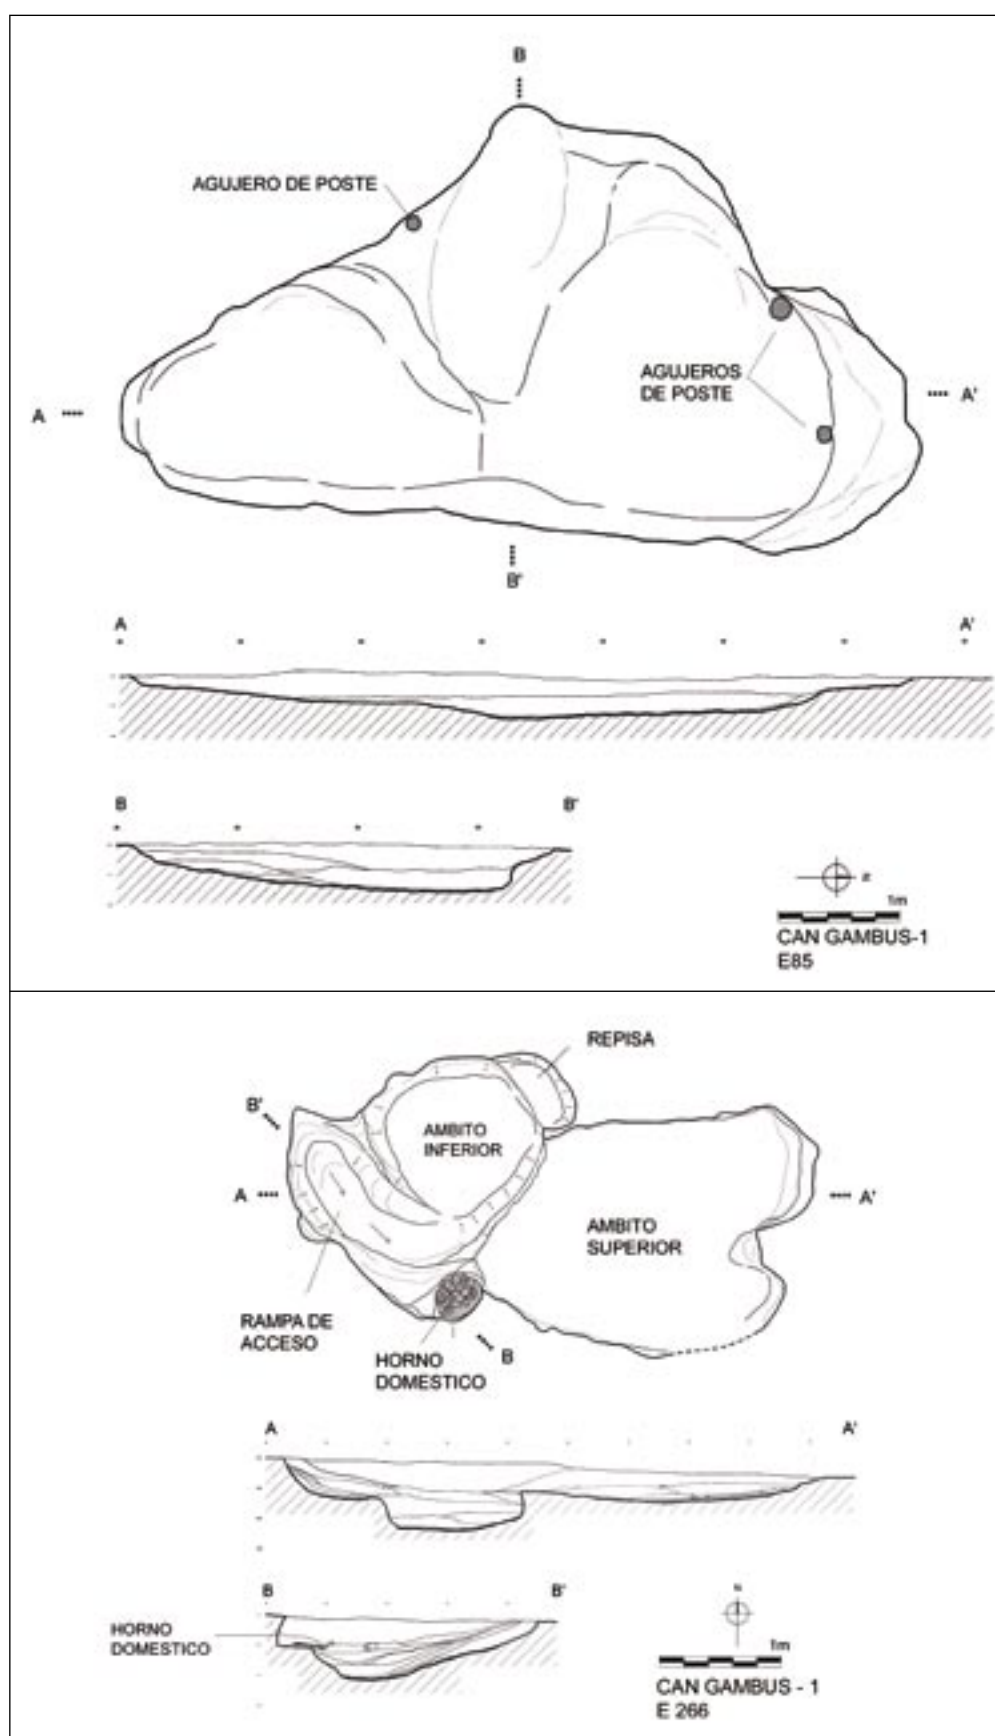 B
AGUJERO DE POSTE
AGUJEROS
DE POSTE
A
A'
B'
A
A'
B
B'
1m
CAN GAMBUS-1
E85
REPISA
B'
AMBITO
INFERIOR
A
A'
AMBITO
SUPERIOR
RAMPA DE
ACCESO
HORNO
DOMESTICO
B
A
A'
B
B'
HORNO
DOMESTICO
1m
CAN GAMBUS - 1
E 266